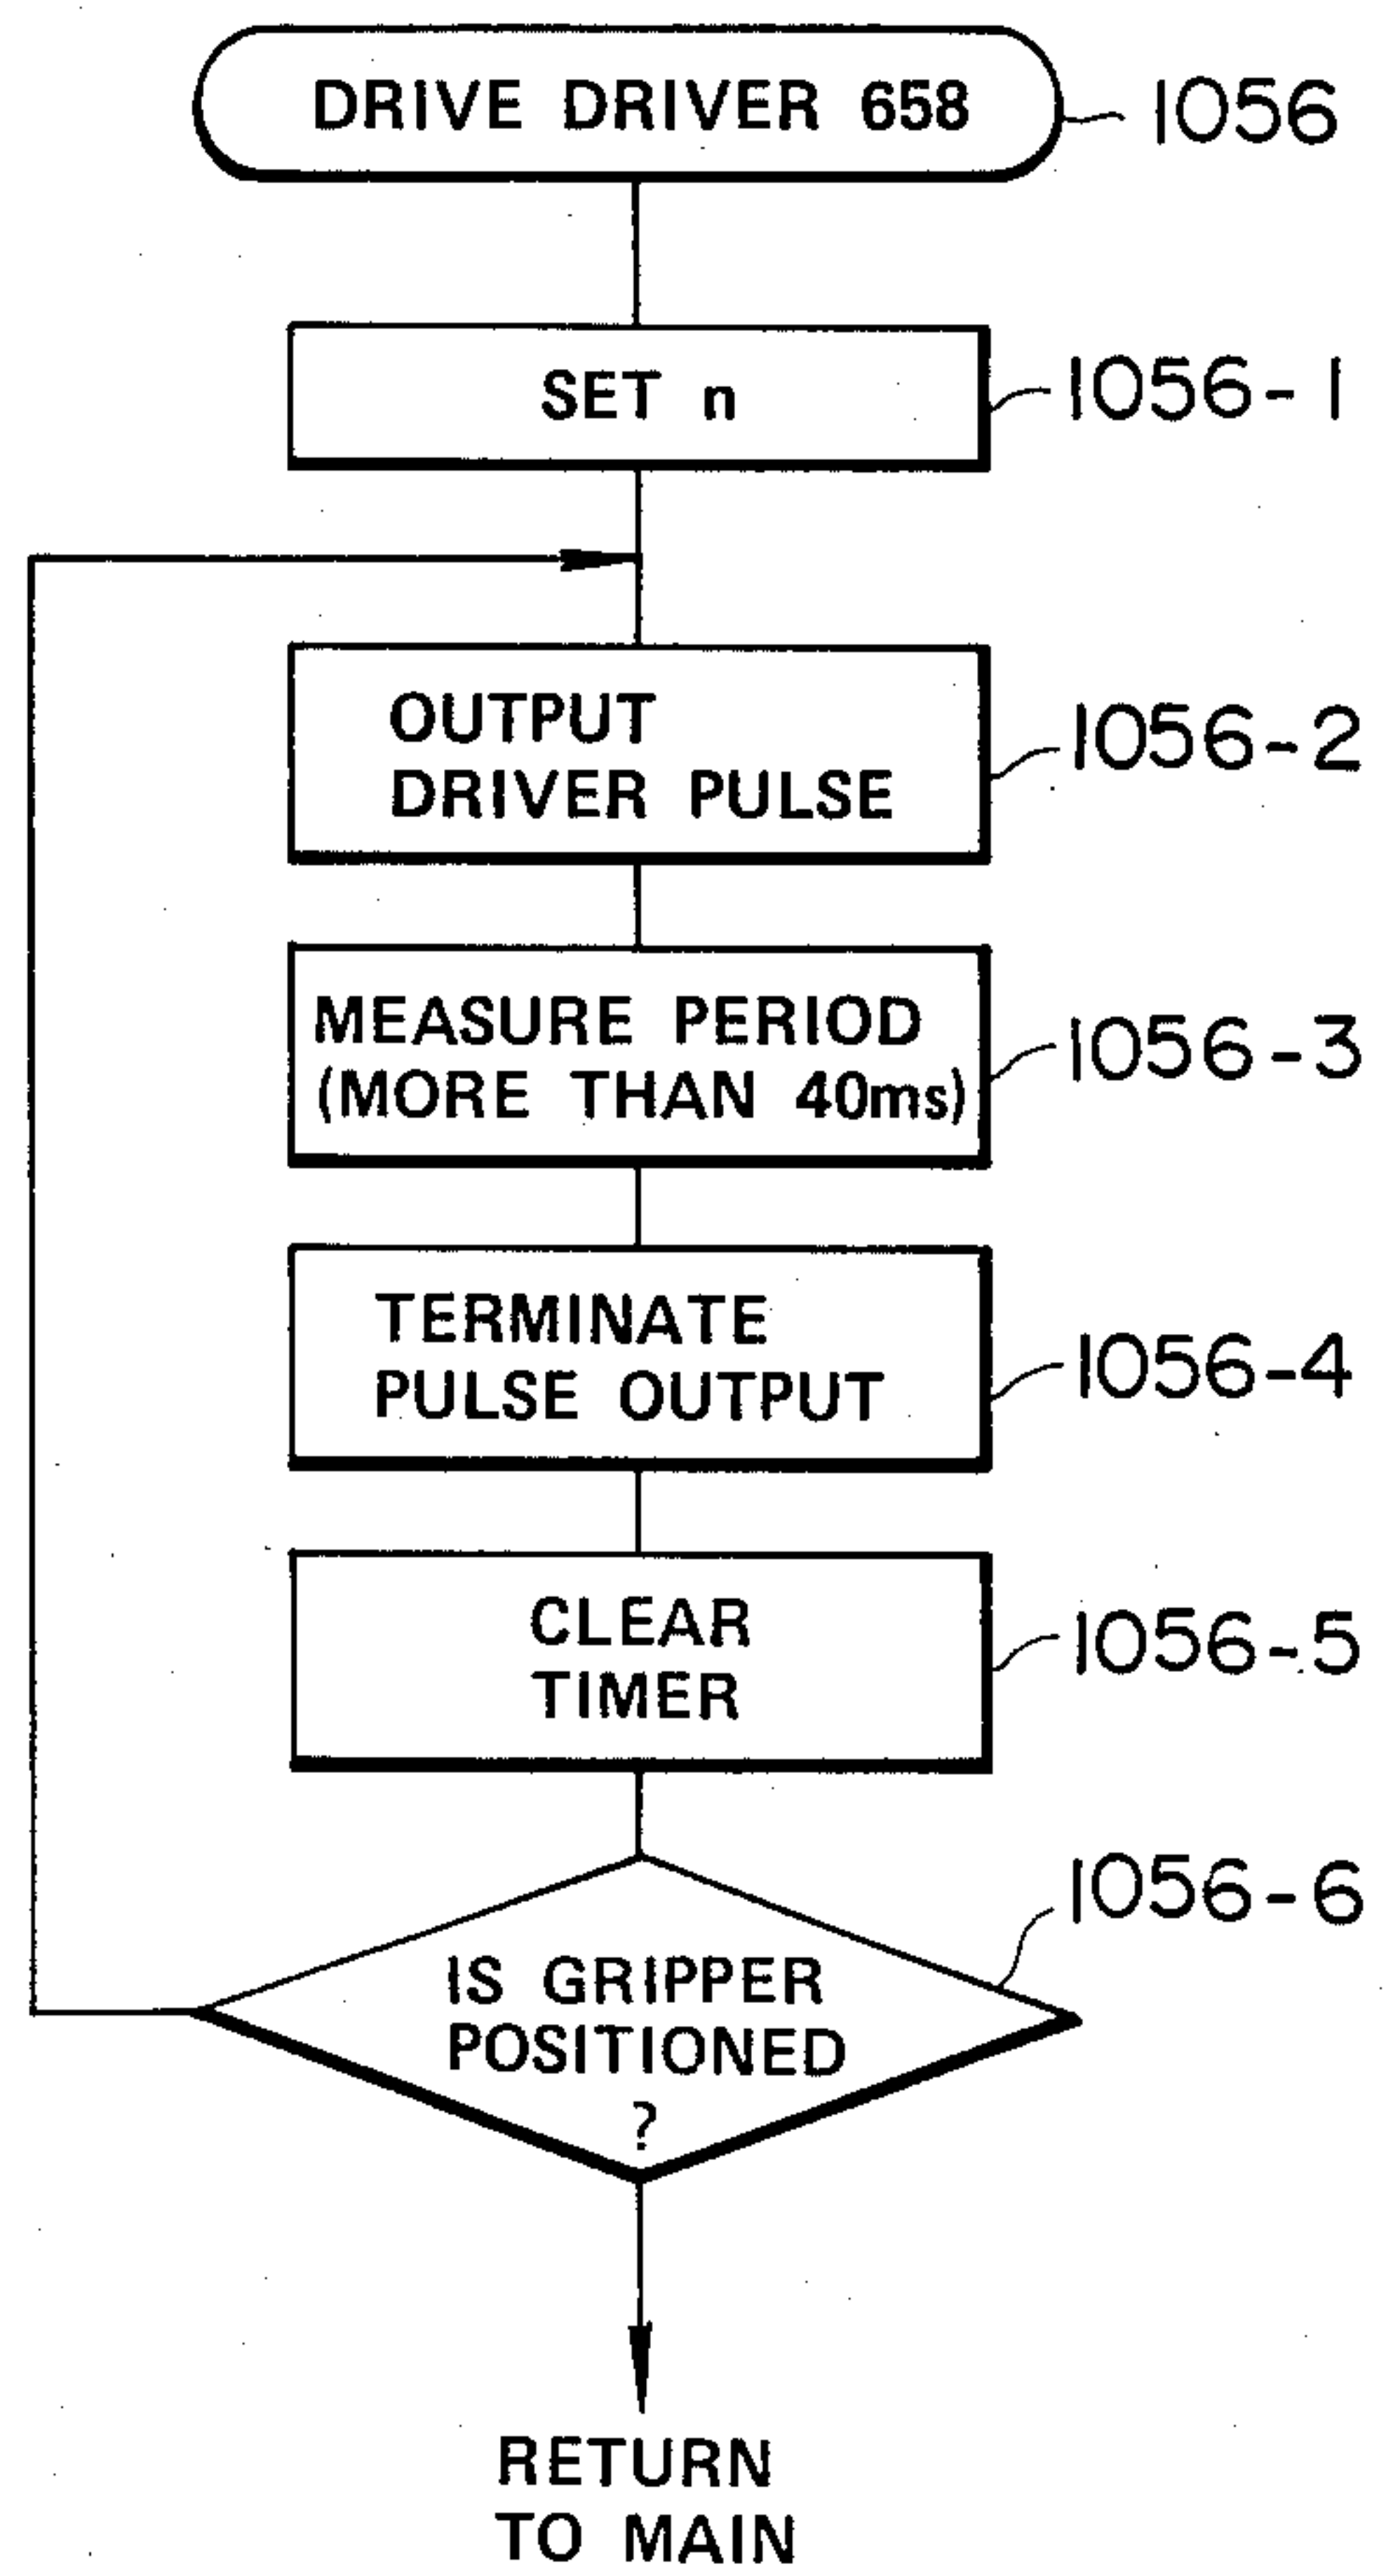 DRIVE DRIVER 658
1056
SET n
1056-1
OUTPUT
DRIVER PULSE
1056-2
MEASURE PERIOD
(MORE THAN 40ms)
1056-3
TERMINATE
PULSE OUTPUT
1056-4
CLEAR
TIMER
1056-5
1056-6
IS GRIPPER
POSITIONED
?
RETURN
TO MAIN